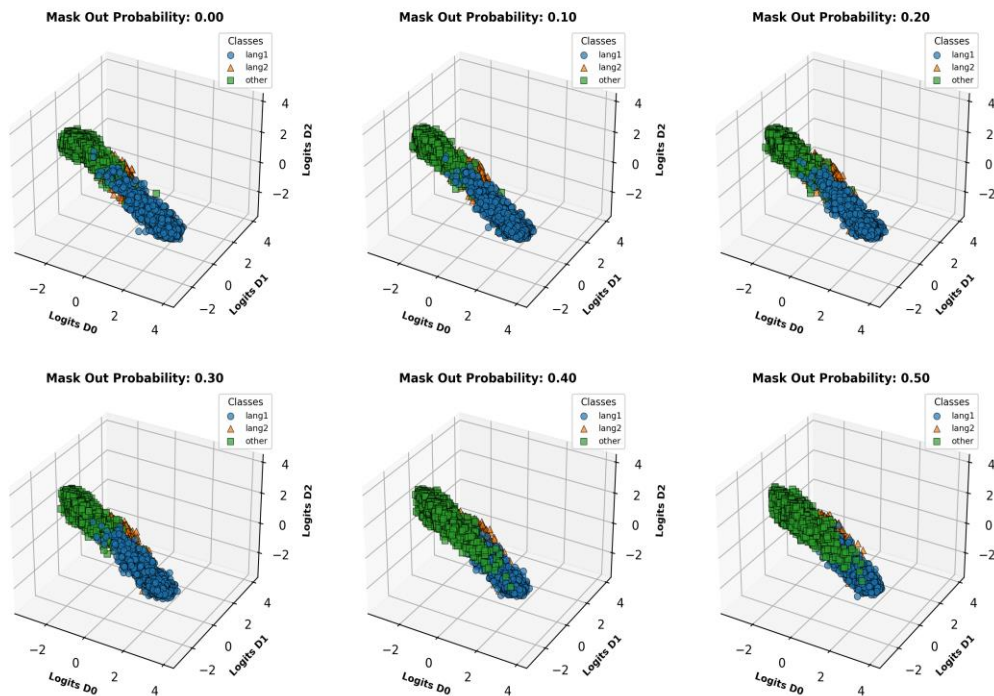 Mask Out Probability: 0.00
Classes
lang1
lang2
other
4
2
0
−2
Logits D2
−2
0
2
4
Logits D0
−2
0
2
4
Logits D1
Mask Out Probability: 0.10
Classes
lang1
lang2
other
4
2
0
−2
Logits D2
−2
0
2
4
Logits D0
−2
0
2
4
Logits D1
Mask Out Probability: 0.20
Classes
lang1
lang2
other
4
2
0
−2
Logits D2
−2
0
2
4
Logits D0
−2
0
2
4
Logits D1
Mask Out Probability: 0.30
Classes
lang1
lang2
other
4
2
0
−2
Logits D2
−2
0
2
4
Logits D0
−2
0
2
4
Logits D1
Mask Out Probability: 0.40
Classes
lang1
lang2
other
4
2
0
−2
Logits D2
−2
0
2
4
Logits D0
−2
0
2
4
Logits D1
Mask Out Probability: 0.50
Classes
lang1
lang2
other
4
2
0
−2
Logits D2
−2
0
2
4
Logits D0
−2
0
2
4
Logits D1